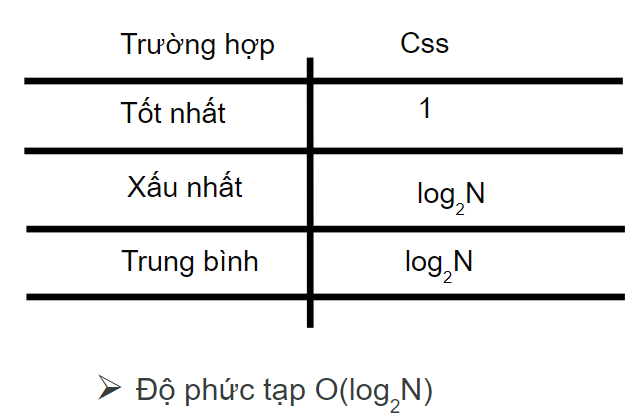 Trường hợp Css
Tốt nhất 1
Xấu nhất log₂N
Trung bình log₂N
➢ Độ phức tạp O(log₂N)